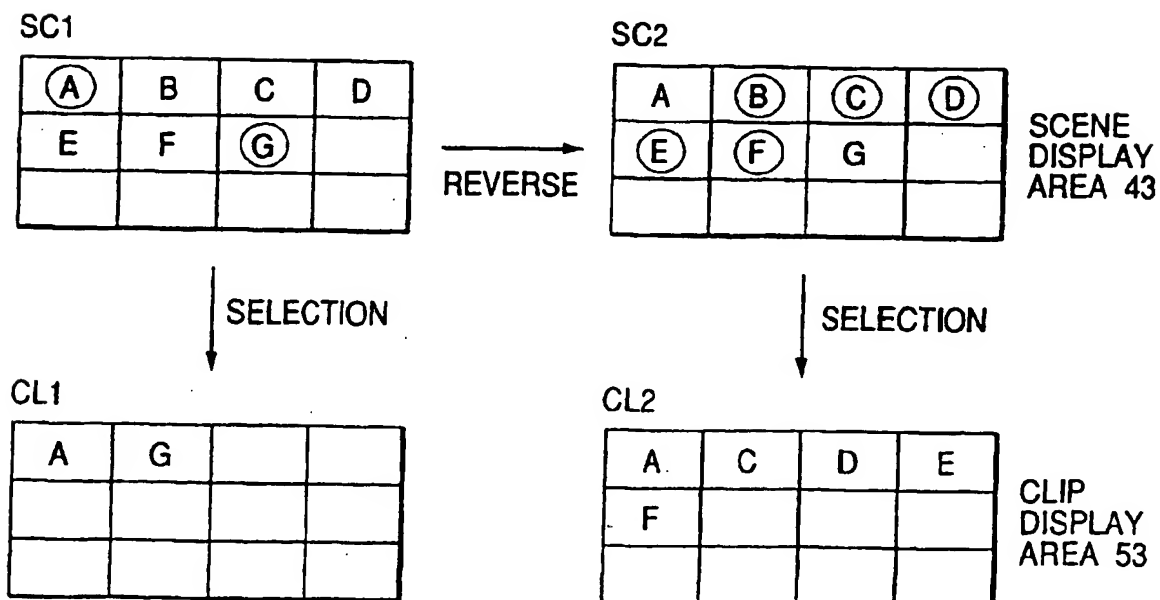 SC1
A B C D
E F G
REVERSE
SC2
A B C D
E F G
SCENE
DISPLAY
AREA 43
SELECTION
SELECTION
CL1
A G
CL2
A. C D E
F
CLIP
DISPLAY
AREA 53